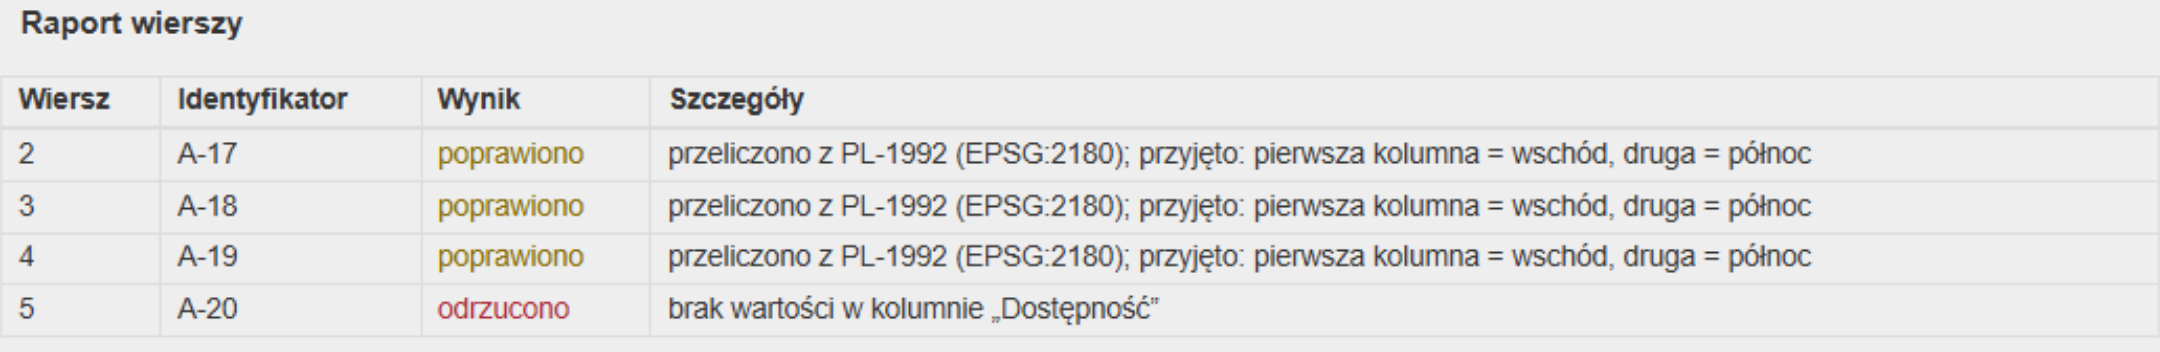 Raport wierszy
Wiersz Identyfikator Wynik Szczegóły
2 A-17 poprawiono przeliczono z PL-1992 (EPSG:2180); przyjęto: pierwsza kolumna = wschód, druga = północ
3 A-18 poprawiono przeliczono z PL-1992 (EPSG:2180); przyjęto: pierwsza kolumna = wschód, druga = północ
4 A-19 poprawiono przeliczono z PL-1992 (EPSG:2180); przyjęto: pierwsza kolumna = wschód, druga = północ
5 A-20 odrzucono brak wartości w kolumnie „Dostępność”